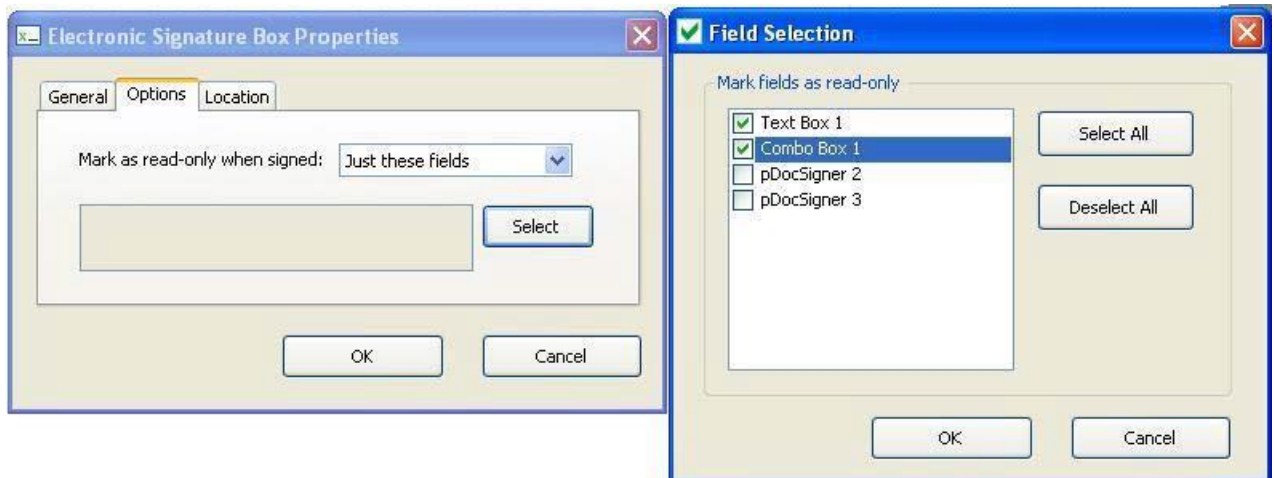 Electronic Signature Box Properties
General Options Location
Mark as read-only when signed: Just these fields
Select
OK Cancel
Field Selection
Mark fields as read-only
Text Box 1
Combo Box 1
pDocSigner 2
pDocSigner 3
Select All
Deselect All
OK Cancel